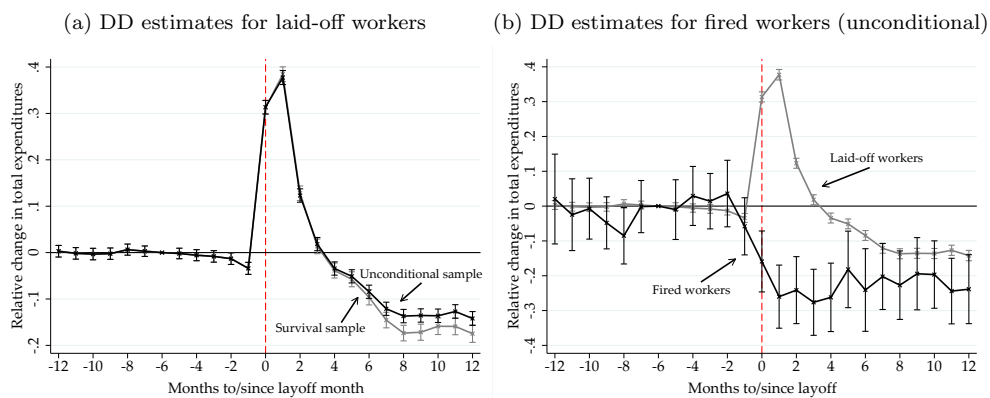 (a) DD estimates for laid-off workers
Relative change in total expenditures
.4
.3
.2
.1
0
-.1
-.2
Unconditional sample
Survival sample
-12 -10 -8 -6 -4 -2 0 2 4 6 8 10 12
Months to/since layoff month
(b) DD estimates for fired workers (unconditional)
Relative change in total expenditures
.4
.3
.2
.1
0
-.1
-.2
-.3
-.4
Laid-off workers
Fired workers
-12 -10 -8 -6 -4 -2 0 2 4 6 8 10 12
Months to/since layoff